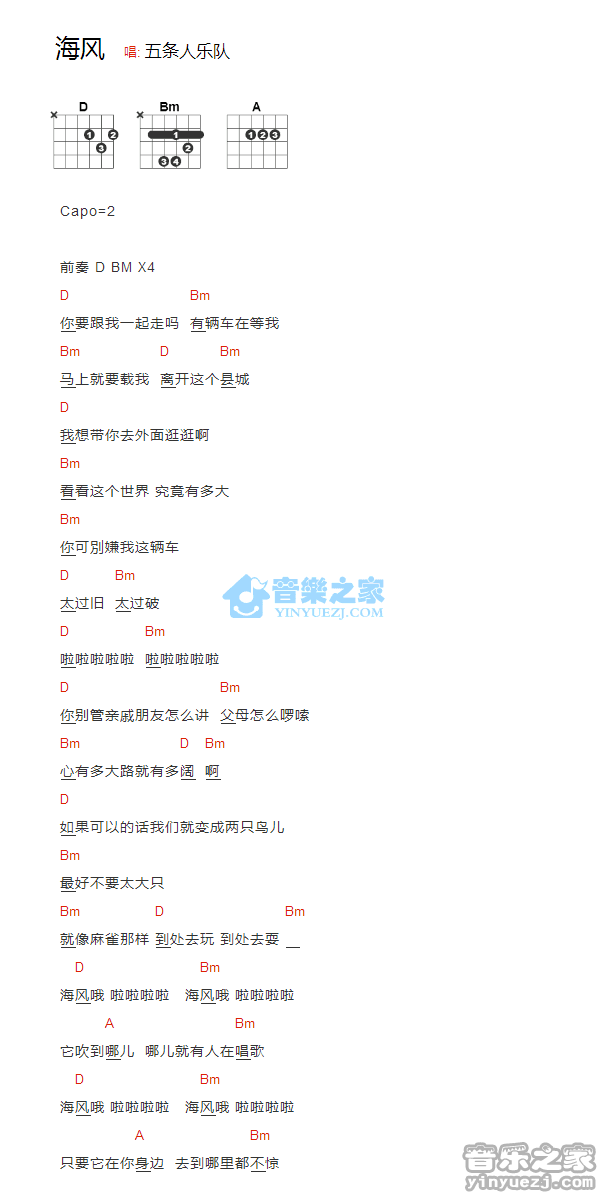 海风 唱: 五条人乐队
D Bm A
x x
1 2 3 1 2 3 4 1 2 3
Capo=2
前奏 D BM X4
D Bm
你要跟我一起走吗 有辆车在等我
Bm D Bm
马上就要载我 离开这个县城
D
我想带你去外面逛逛啊
Bm
看看这个世界 究竟有多大
Bm
你可别嫌我这辆车
D Bm
太过旧 太过破
音樂之家
YINYUEZJ.COM
D Bm
啦啦啦啦啦 啦啦啦啦啦
D Bm
你别管亲戚朋友怎么讲 父母怎么啰嗦
Bm D Bm
心有多大路就有多阔 啊
D
如果可以的话我们就变成两只鸟儿
Bm
最好不要太大只
Bm D Bm
就像麻雀那样 到处去玩 到处去耍
D Bm
海风哦 啦啦啦啦 海风哦 啦啦啦啦
A Bm
它吹到哪儿 哪儿就有人在唱歌
D Bm
海风哦 啦啦啦啦 海风哦 啦啦啦啦
A Bm
只要它在你身边 去到哪里都不惊
音乐之家
yinyuezj.com